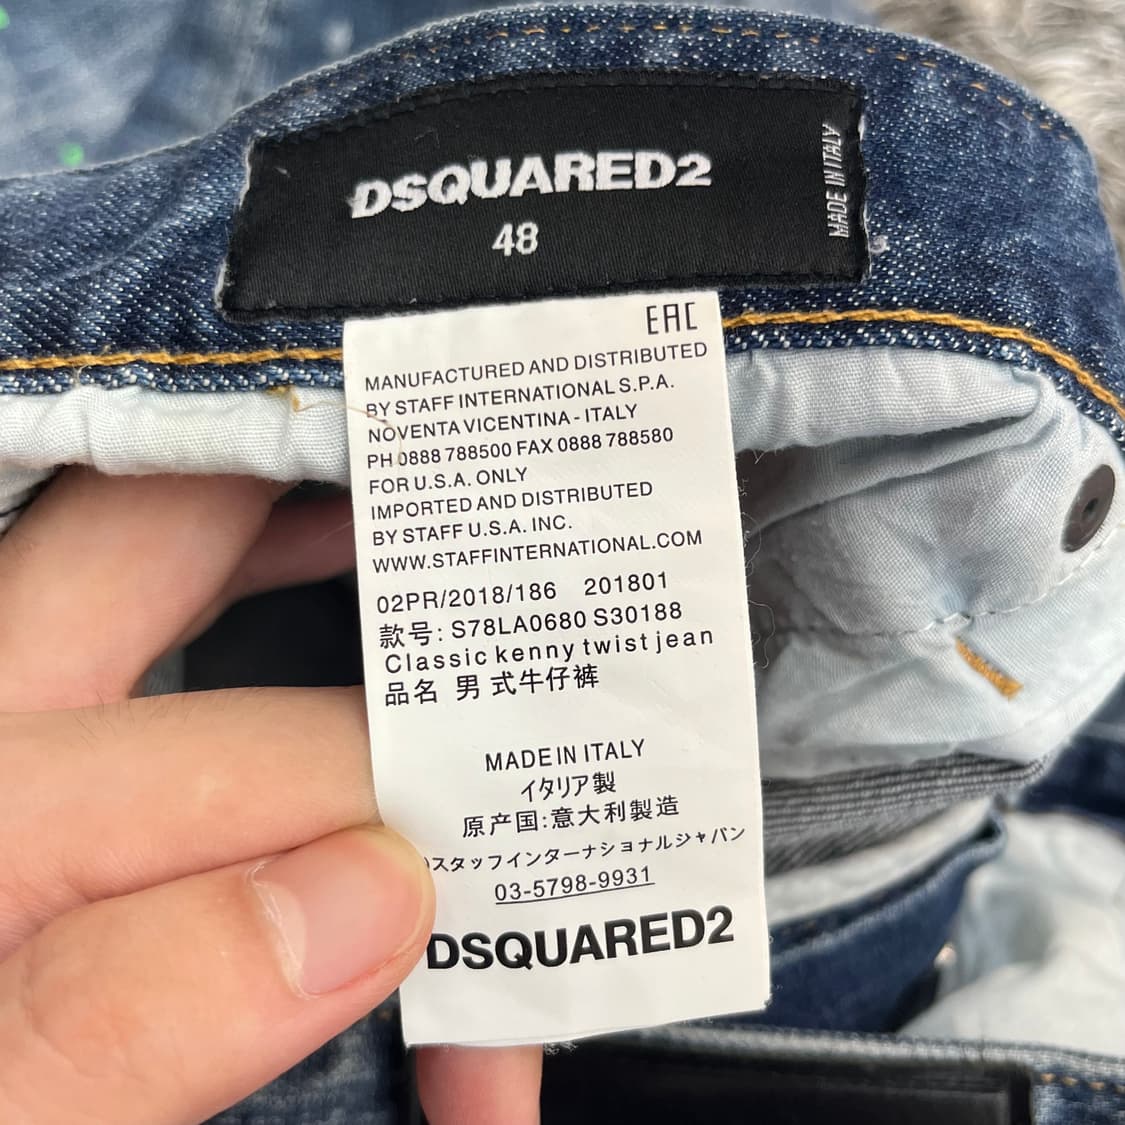 DSQUARED2
48
MADE IN ITALY
EAC
MANUFACTURED AND DISTRIBUTED
BY STAFF INTERNATIONAL S.P.A.
NOVENTA VICENTINA - ITALY
PH 0888 788500 FAX 0888 788580
FOR U.S.A. ONLY
IMPORTED AND DISTRIBUTED
BY STAFF U.S.A. INC.
WWW.STAFFINTERNATIONAL.COM
02PR/2018/186 201801
款号: S78LA0680 S30188
Classic kenny twist jean
品名 男 式牛仔裤
MADE IN ITALY
イタリア製
原产国:意大利製造
スタッフインターナショナルジャパン
03-5798-9931
DSQUARED2